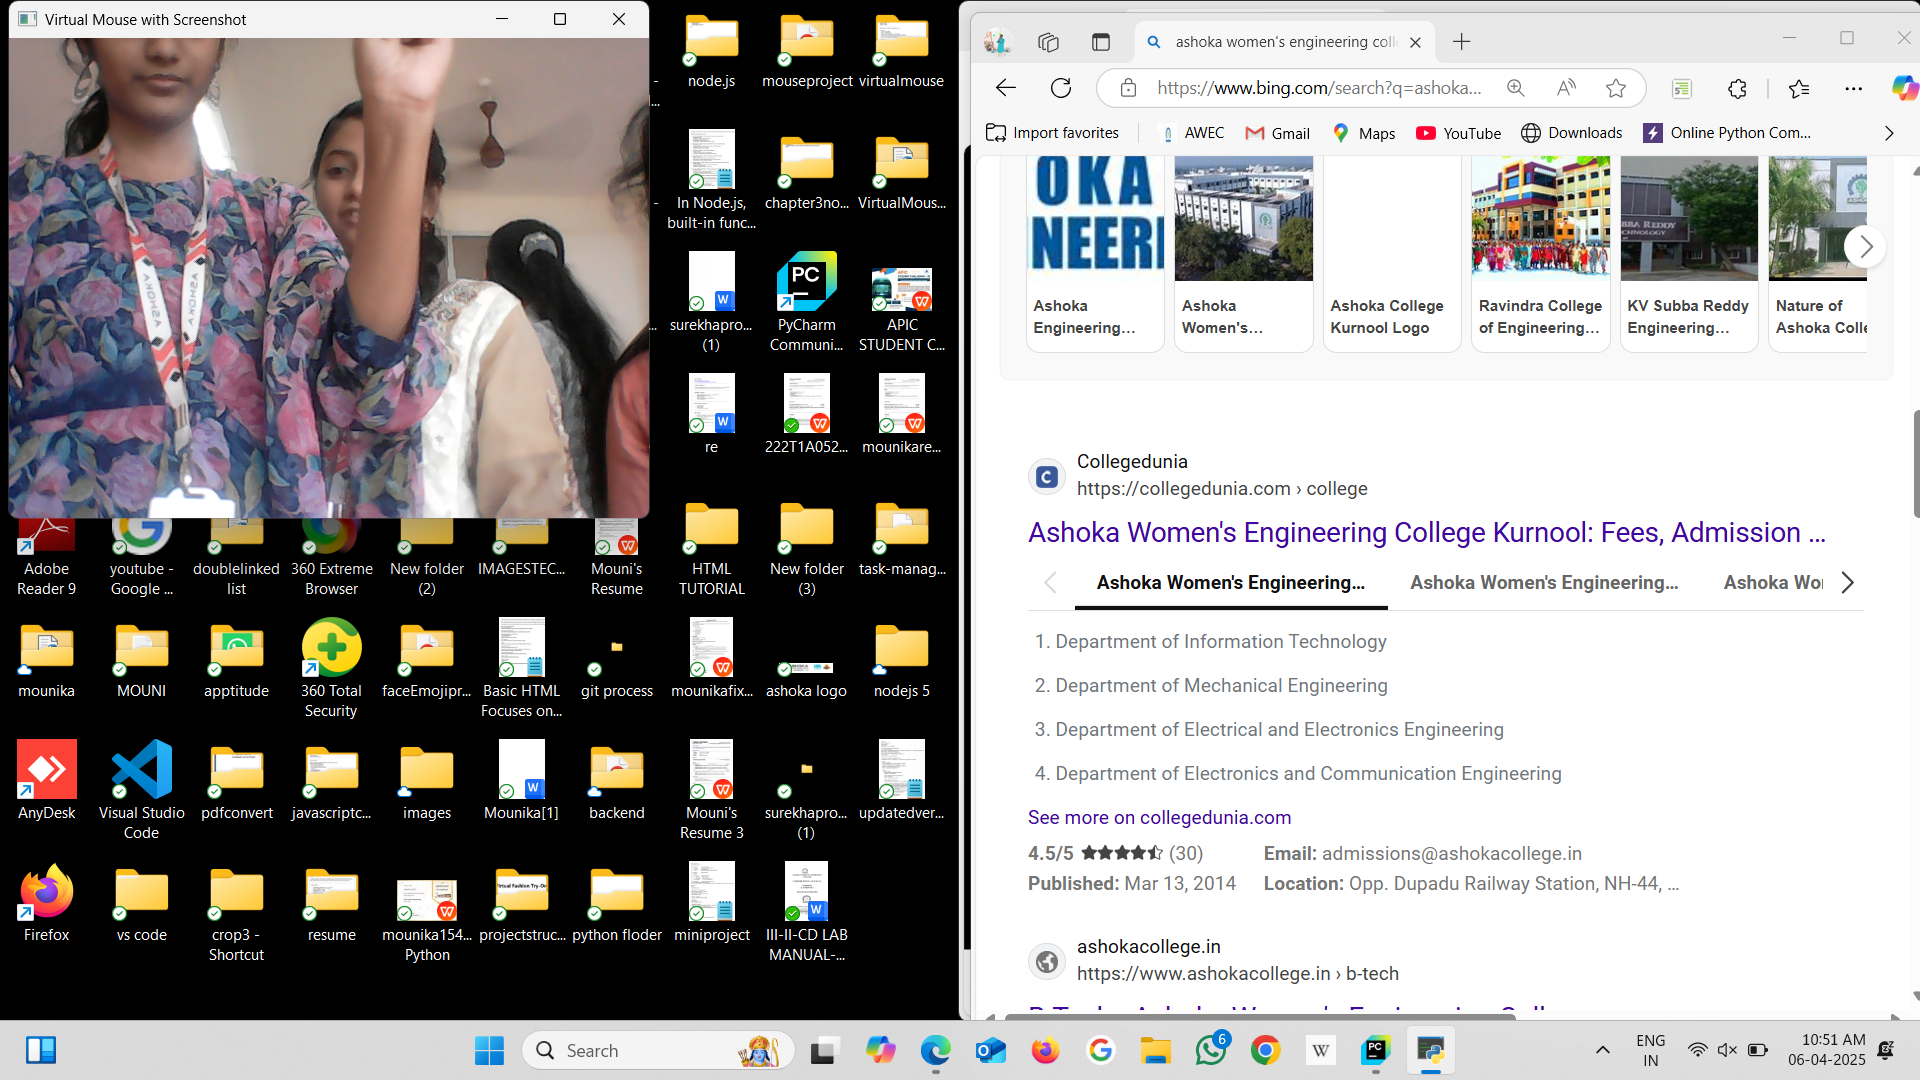 Virtual Mouse with Screenshot
node.js
mouseproject
virtualmouse
In Node.js,
built-in func...
chapter3no...
VirtualMous...
surekhapro...
(1)
PyCharm
Communi...
APIC
STUDENT C...
re
222T1A052...
mounikare...
Adobe
Reader 9
youtube -
Google ...
doublelinked
list
360 Extreme
Browser
New folder
(2)
IMAGESTEC...
Mouni's
Resume
HTML
TUTORIAL
New folder
(3)
task-manag...
mounika
MOUNI
apptitude
360 Total
Security
faceEmojipr...
Basic HTML
Focuses on...
git process
mounikafix...
ashoka logo
nodejs 5
AnyDesk
Visual Studio
Code
pdfconvert
javascriptc...
images
Mounika[1]
backend
Mouni's
Resume 3
surekhapro...
(1)
updatedver...
Firefox
vs code
crop3 -
Shortcut
resume
mounika154...
Python
projectstruc...
python floder
miniproject
III-II-CD LAB
MANUAL-...
ashoka women's engineering coll
https://www.bing.com/search?q=ashoka...
Import favorites
AWEC
Gmail
Maps
YouTube
Downloads
Online Python Com...
OKA
NEERI
Ashoka
Engineering...
Ashoka
Women's...
Ashoka College
Kurnool Logo
Ravindra College
of Engineering...
KV Subba Reddy
Engineering...
Nature of
Ashoka Colle
Collegedunia
https://collegedunia.com › college
Ashoka Women's Engineering College Kurnool: Fees, Admission ...
Ashoka Women's Engineering...
Ashoka Women's Engineering...
Ashoka Wo
1. Department of Information Technology
2. Department of Mechanical Engineering
3. Department of Electrical and Electronics Engineering
4. Department of Electronics and Communication Engineering
See more on collegedunia.com
4.5/5 (30)
Email: admissions@ashokacollege.in
Published: Mar 13, 2014
Location: Opp. Dupadu Railway Station, NH-44, ...
ashokacollege.in
https://www.ashokacollege.in › b-tech
Search
6
ENG
IN
10:51 AM
06-04-2025